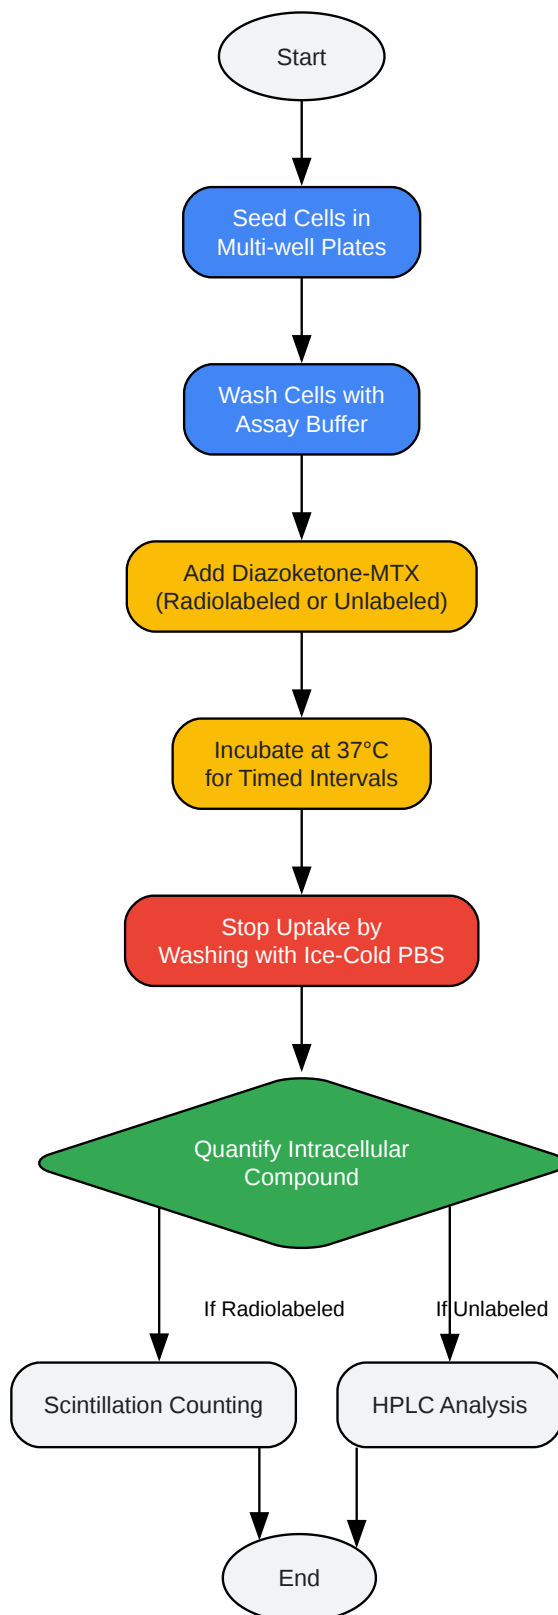 Start
Seed Cells in
Multi-well Plates
Wash Cells with
Assay Buffer
Add Diazoketone-MTX
(Radiolabeled or Unlabeled)
Incubate at 37°C
for Timed Intervals
Stop Uptake by
Washing with Ice-Cold PBS
Quantify Intracellular
Compound
If Radiolabeled
If Unlabeled
Scintillation Counting
HPLC Analysis
End